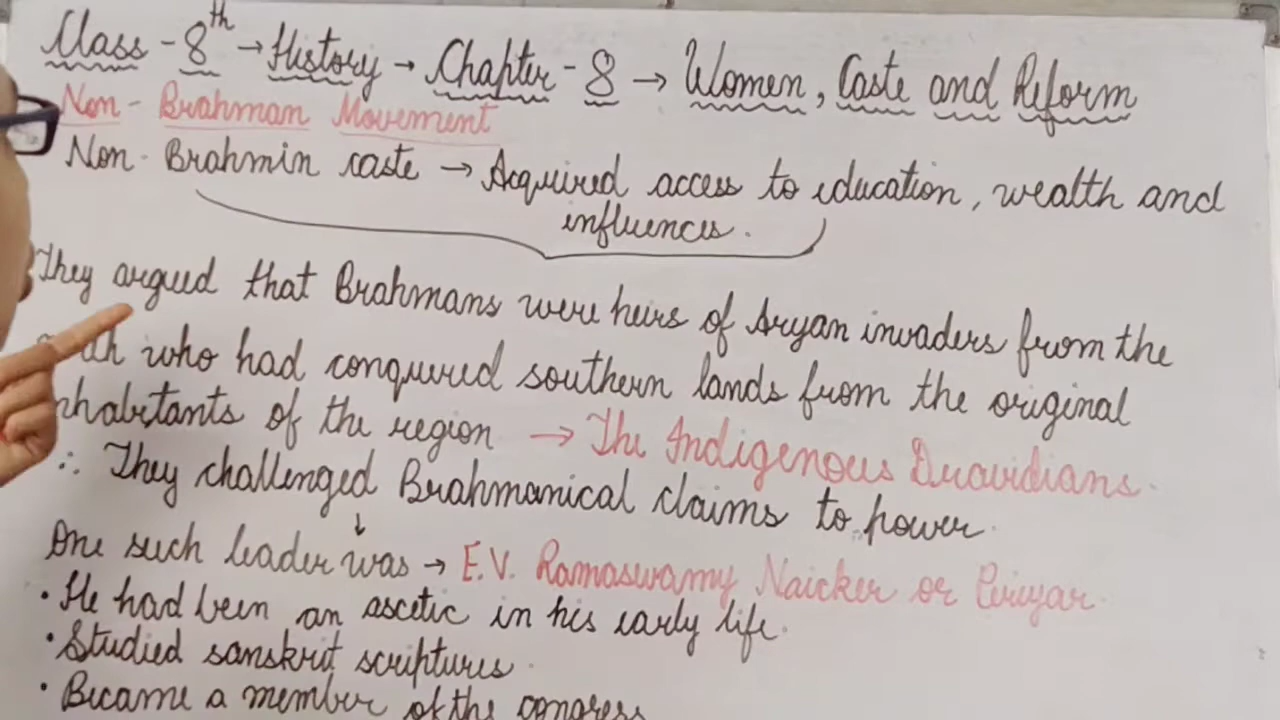 Class - 8th → History → Chapter - 8 → Women, Caste and Reform
Non - Brahman Movement
Non - Brahmin caste → Acquired access to education, wealth and
influences.
They argued that Brahmans were heirs of Aryan invaders from the
who had conquered southern lands from the original
inhabitants of the region → The Indigenous Dravidians.
∴ They challenged Brahmanical claims to power.
↓
One such leader was → E.V. Ramaswamy Naicker or Periyar.
• He had been an ascetic in his early life.
• Studied sanskrit scriptures.
• Became a member of the congress